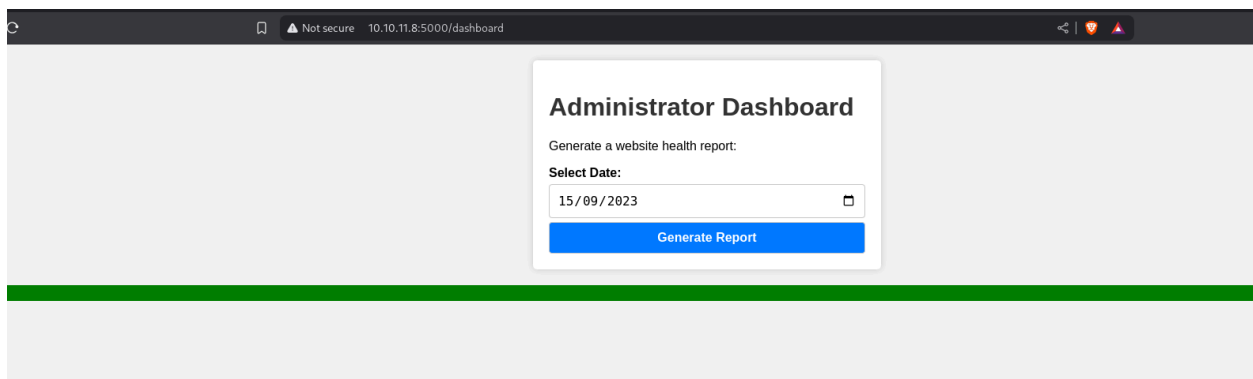 Not secure 10.10.11.8:5000/dashboard
Administrator Dashboard
Generate a website health report:
Select Date:
15/09/2023
Generate Report